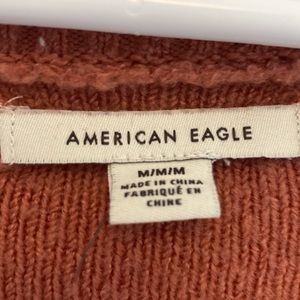 AMERICAN EAGLE
M/M/M
MADE IN CHINA
FABRIQUÉ EN
CHINE